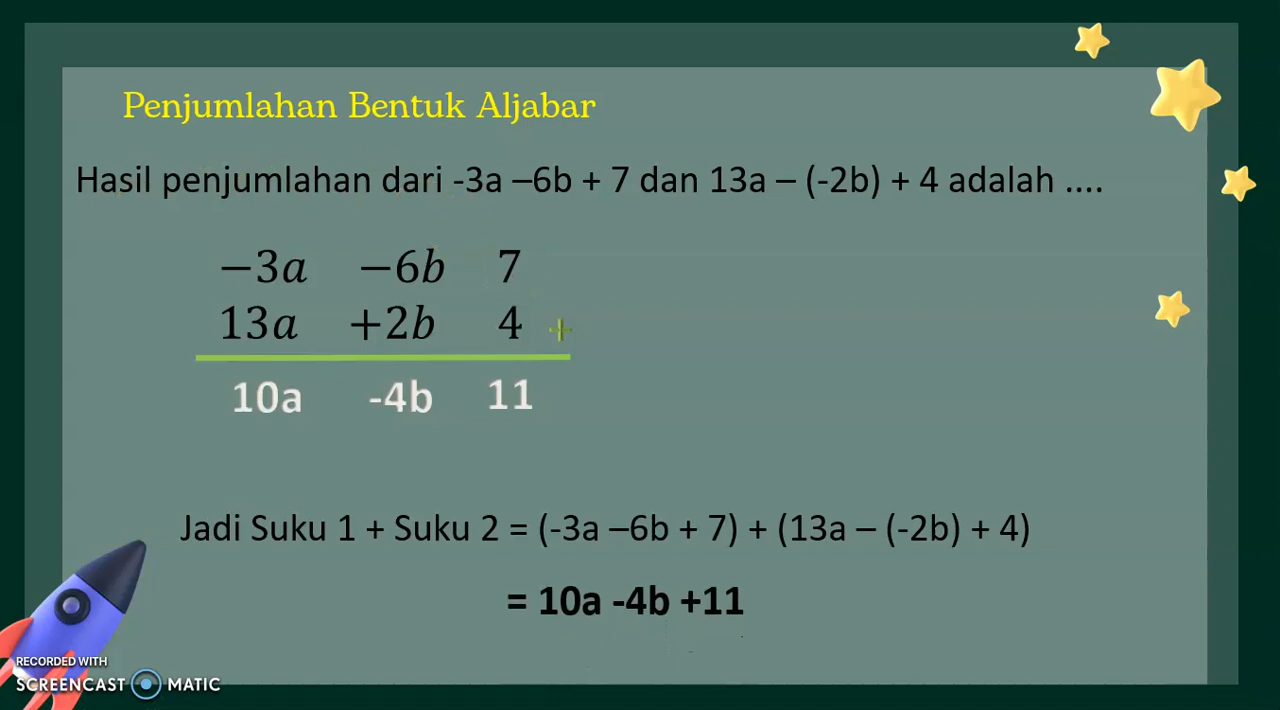 Penjumlahan Bentuk Aljabar
Hasil penjumlahan dari -3a –6b + 7 dan 13a – (-2b) + 4 adalah ....
−3a −6b 7
13a +2b 4 +
10a -4b 11
Jadi Suku 1 + Suku 2 = (-3a –6b + 7) + (13a – (-2b) + 4)
= 10a -4b +11
RECORDED WITH
SCREENCAST MATIC